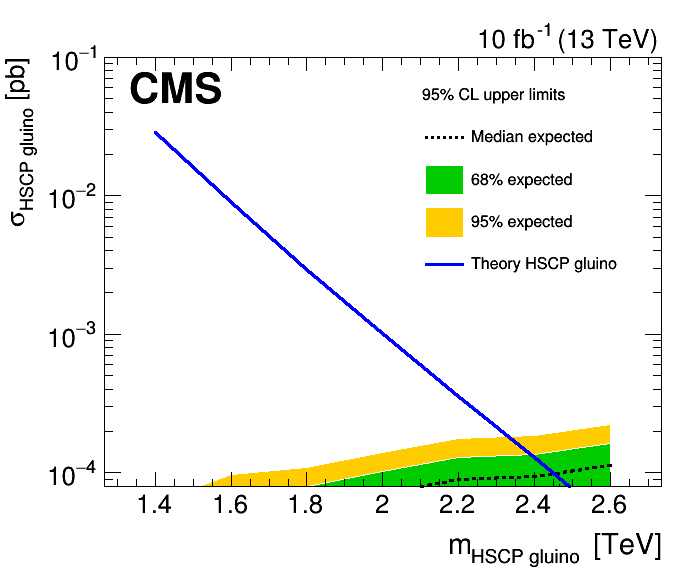 10 fb⁻¹ (13 TeV)
CMS
95% CL upper limits
Median expected
68% expected
95% expected
Theory HSCP gluino
σHSCP gluino [pb]
10⁻¹
10⁻²
10⁻³
10⁻⁴
1.4 1.6 1.8 2 2.2 2.4 2.6
mHSCP gluino [TeV]